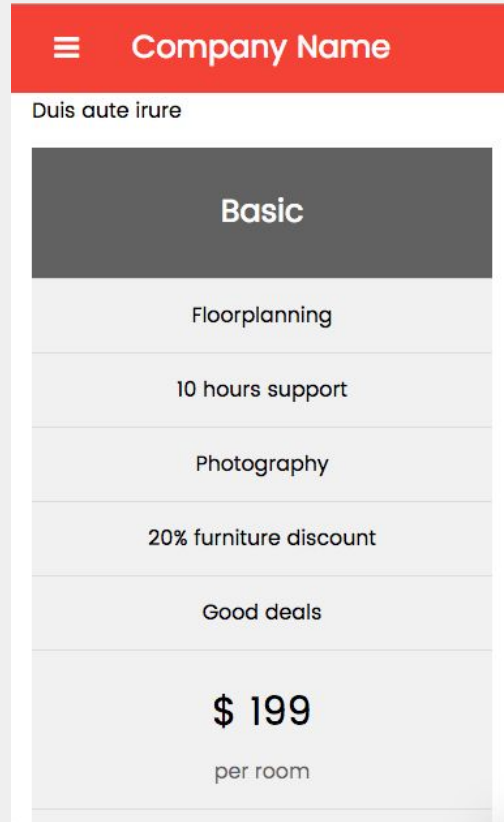 Company Name
Duis aute irure
Basic
Floorplanning
10 hours support
Photography
20% furniture discount
Good deals
$ 199
per room